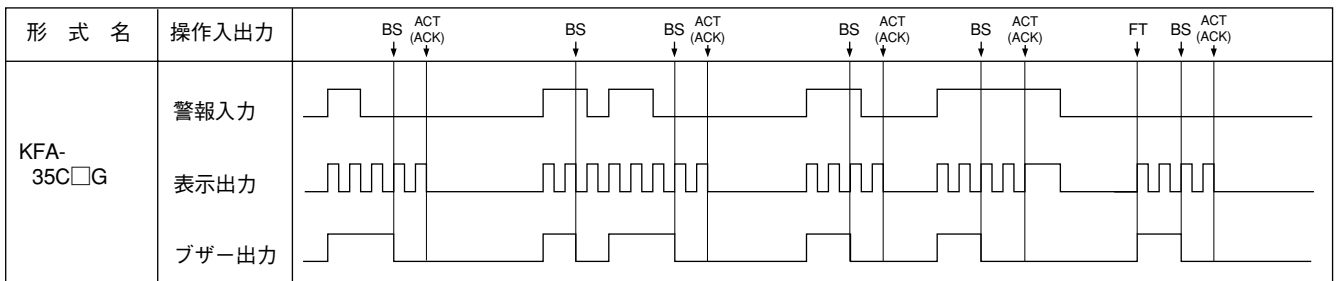 形 式 名 操作入出力 BS ACT (ACK) BS BS ACT (ACK) BS ACT (ACK) BS ACT (ACK) FT BS ACT (ACK)
警報入力
KFA-
35C□G
表示出力
ブザー出力